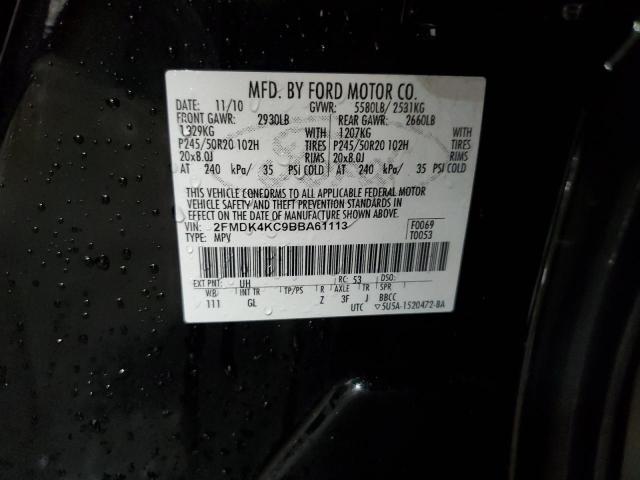 MFD. BY FORD MOTOR CO.
DATE: 11/10 GVWR: 5580LB/ 2531KG
FRONT GAWR: 2930LB REAR GAWR: 2660LB
1329KG WITH 1207KG WITH
P245/50R20 102H TIRES P245/50R20 102H TIRES
20x8.0J RIMS 20x8.0J RIMS
AT 240 kPa/ 35 PSI COLD AT 240 kPa/ 35 PSI COLD
THIS VEHICLE CONFORMS TO ALL APPLICABLE FEDERAL MOTOR
VEHICLE SAFETY AND THEFT PREVENTION STANDARDS IN
EFFECT ON THE DATE OF MANUFACTURE SHOWN ABOVE.
VIN: 2FMDK4KC9BBA61113 F0069
TYPE: MPV T0053
EXT PNT: UH RC: 53 DSO:
WB INT TR TP/PS R AXLE TR SPR
111 GL Z 3F J BBCC
UTC ▽5U5A-1520472-BA